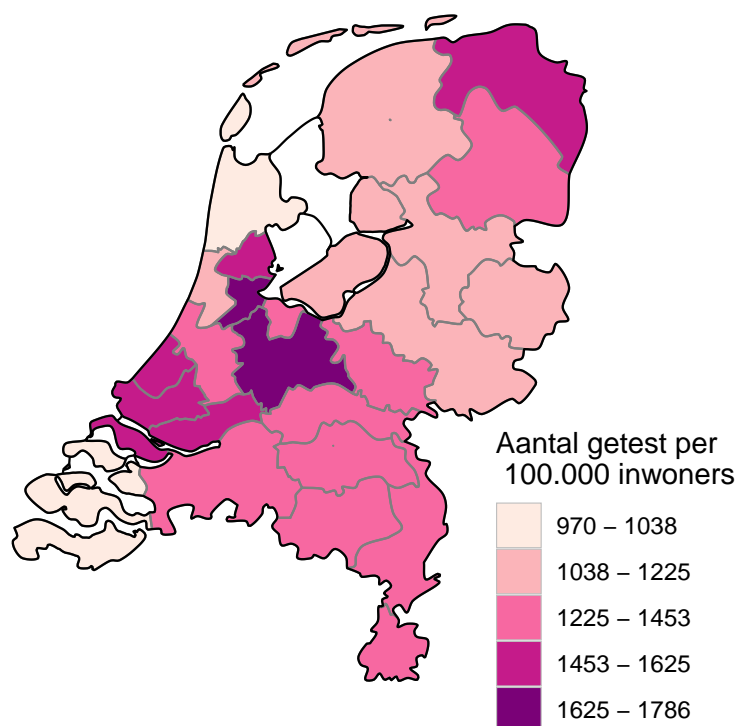 Aantal getest per
100.000 inwoners
970 – 1038
1038 – 1225
1225 – 1453
1453 – 1625
1625 – 1786